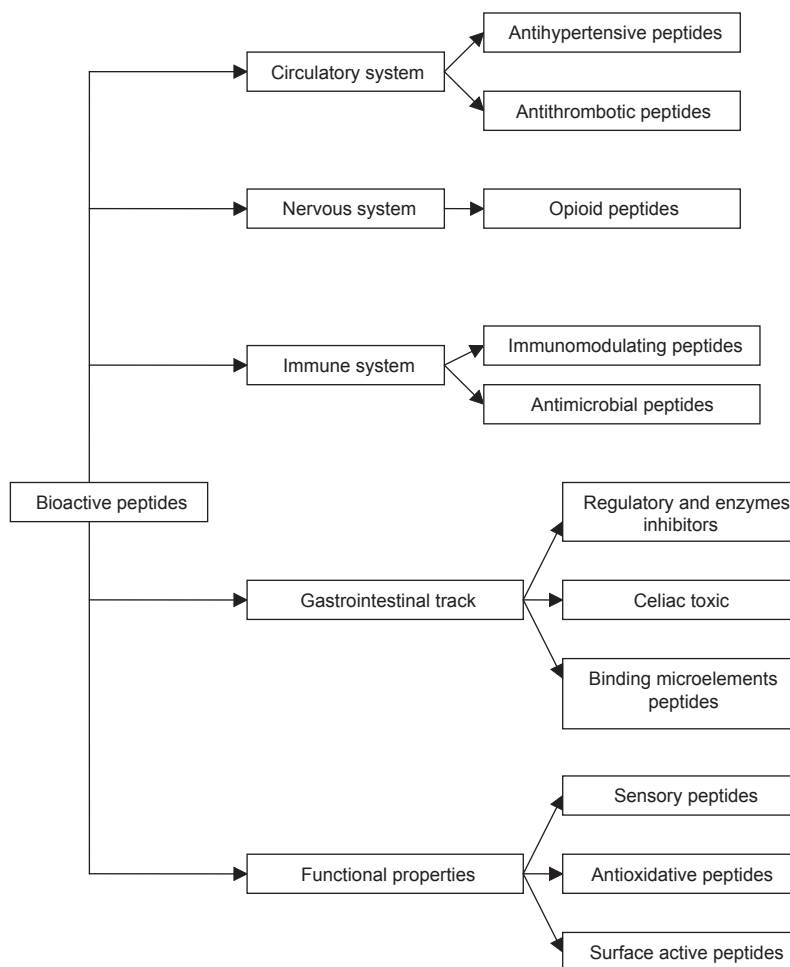 Antihypertensive peptides
Circulatory system
Antithrombotic peptides
Nervous system
Opioid peptides
Immunomodulating peptides
Immune system
Antimicrobial peptides
Bioactive peptides
Regulatory and enzymes
inhibitors
Gastrointestinal track
Celiac toxic
Binding microelements
peptides
Sensory peptides
Functional properties
Antioxidative peptides
Surface active peptides